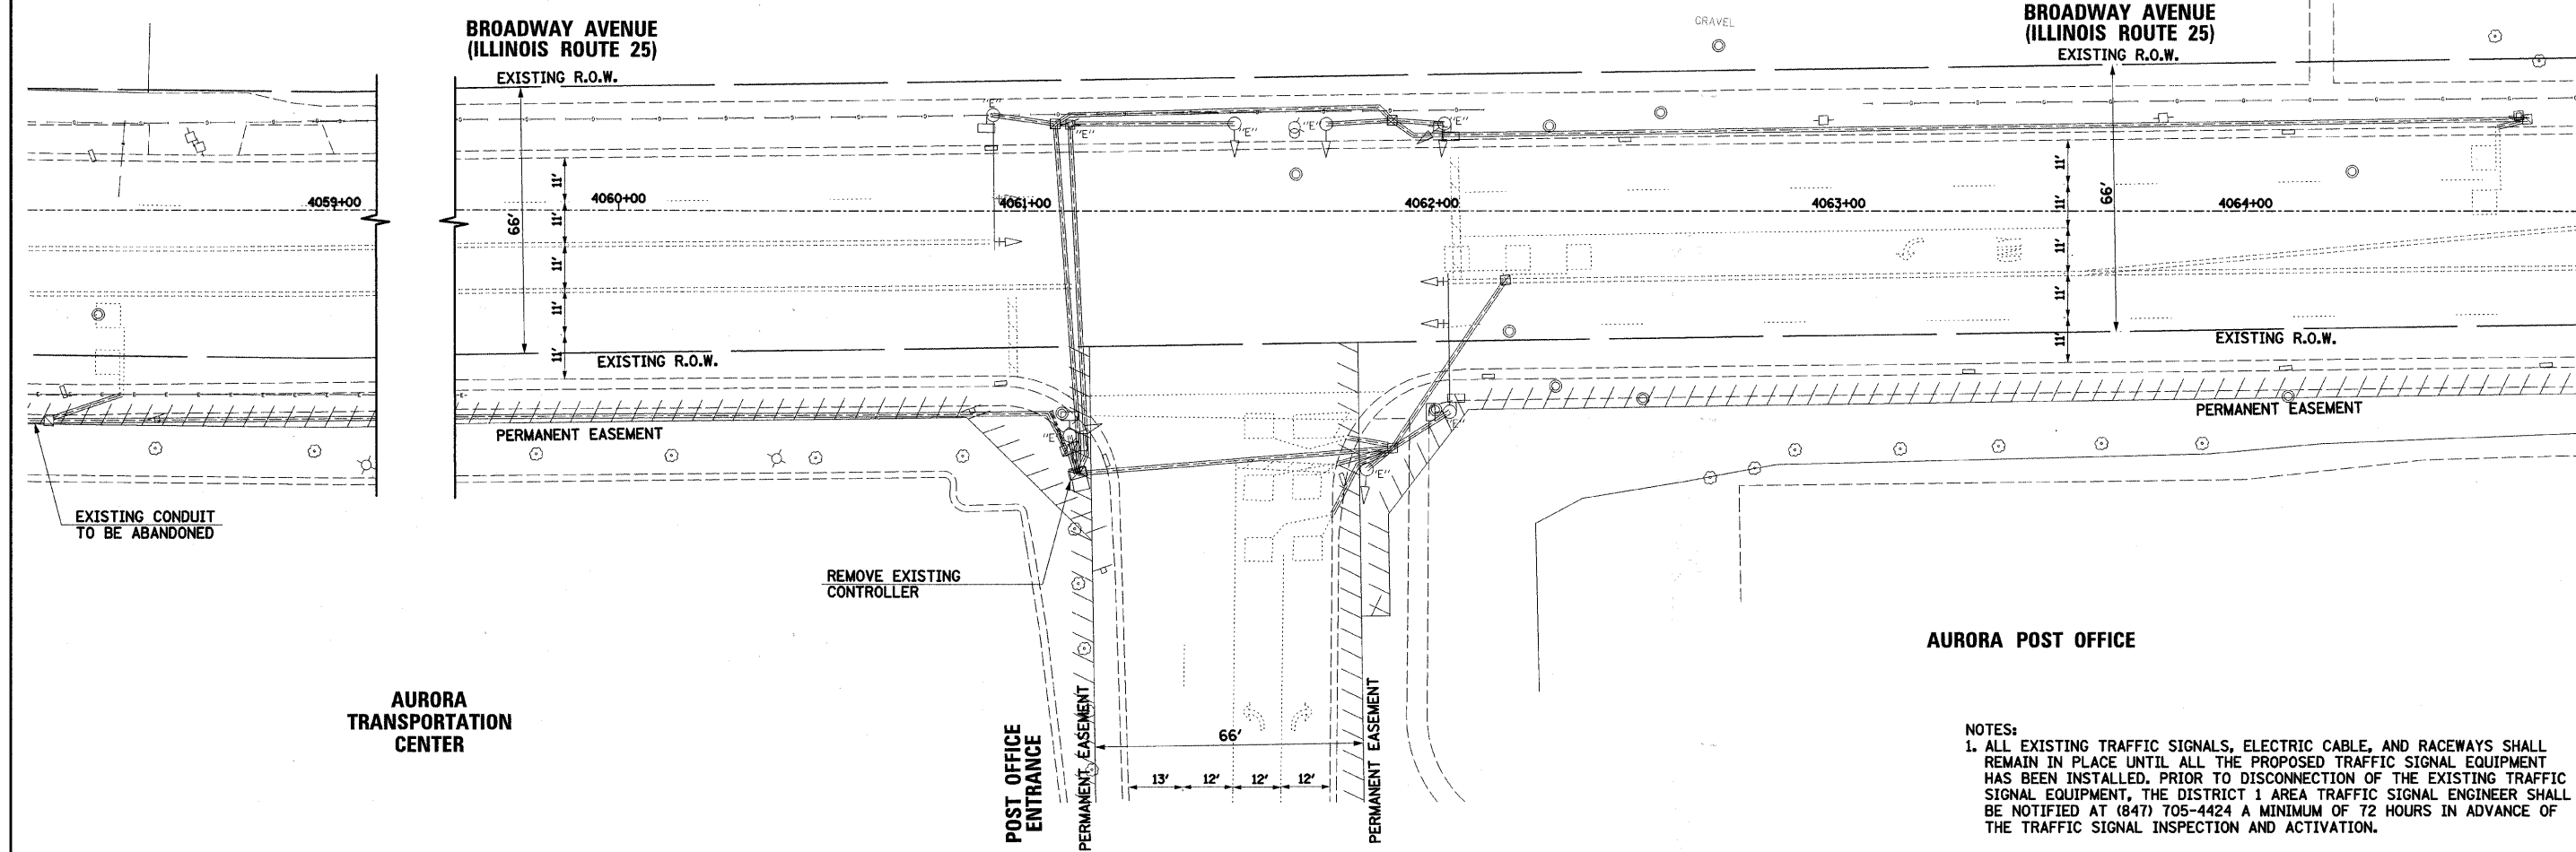 BROADWAY AVENUE
(ILLINOIS ROUTE 25)
EXISTING R.O.W.
GRAVEL
BROADWAY AVENUE
(ILLINOIS ROUTE 25)
EXISTING R.O.W.
"E"
"E"
"E"
"E"
"E"
11'
11'
11'
11'
11'
66'
4059+00
4060+00
4061+00
4062+00
4063+00
4064+00
11'
11'
11'
11'
11'
66'
EXISTING R.O.W.
EXISTING R.O.W.
PERMANENT EASEMENT
PERMANENT EASEMENT
"E"
"E"
"E"
EXISTING CONDUIT
TO BE ABANDONED
REMOVE EXISTING
CONTROLLER
AURORA
TRANSPORTATION
CENTER
POST OFFICE
ENTRANCE
PERMANENT EASEMENT
66'
13' 12' 12' 12'
PERMANENT EASEMENT
AURORA POST OFFICE
NOTES:
1. ALL EXISTING TRAFFIC SIGNALS, ELECTRIC CABLE, AND RACEWAYS SHALL
REMAIN IN PLACE UNTIL ALL THE PROPOSED TRAFFIC SIGNAL EQUIPMENT
HAS BEEN INSTALLED. PRIOR TO DISCONNECTION OF THE EXISTING TRAFFIC
SIGNAL EQUIPMENT, THE DISTRICT 1 AREA TRAFFIC SIGNAL ENGINEER SHALL
BE NOTIFIED AT (847) 705-4424 A MINIMUM OF 72 HOURS IN ADVANCE OF
THE TRAFFIC SIGNAL INSPECTION AND ACTIVATION.